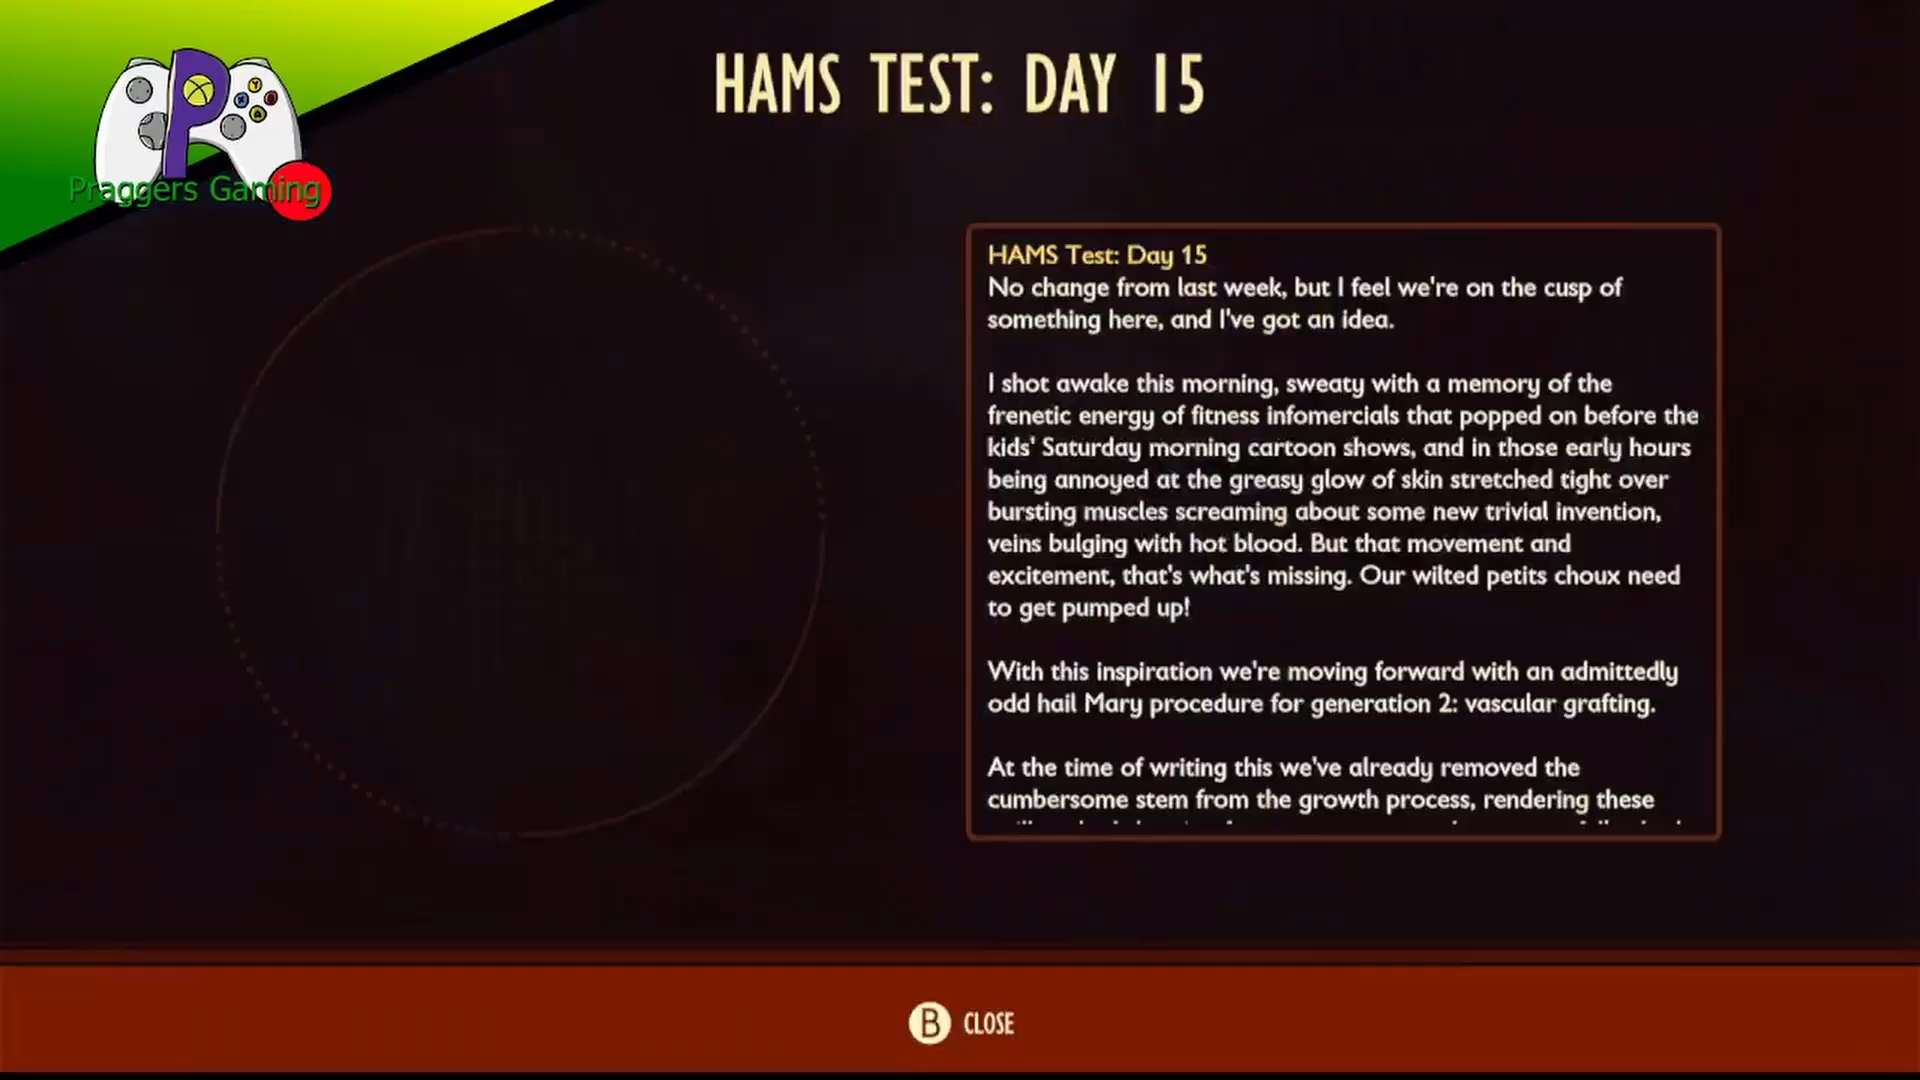 HAMS TEST: DAY 15
Praggers Gaming
HAMS Test: Day 15
No change from last week, but I feel we're on the cusp of
something here, and I've got an idea.
I shot awake this morning, sweaty with a memory of the
frenetic energy of fitness infomercials that popped on before the
kids' Saturday morning cartoon shows, and in those early hours
being annoyed at the greasy glow of skin stretched tight over
bursting muscles screaming about some new trivial invention,
veins bulging with hot blood. But that movement and
excitement, that's what's missing. Our wilted petits choux need
to get pumped up!
With this inspiration we're moving forward with an admittedly
odd hail Mary procedure for generation 2: vascular grafting.
At the time of writing this we've already removed the
cumbersome stem from the growth process, rendering these
B CLOSE